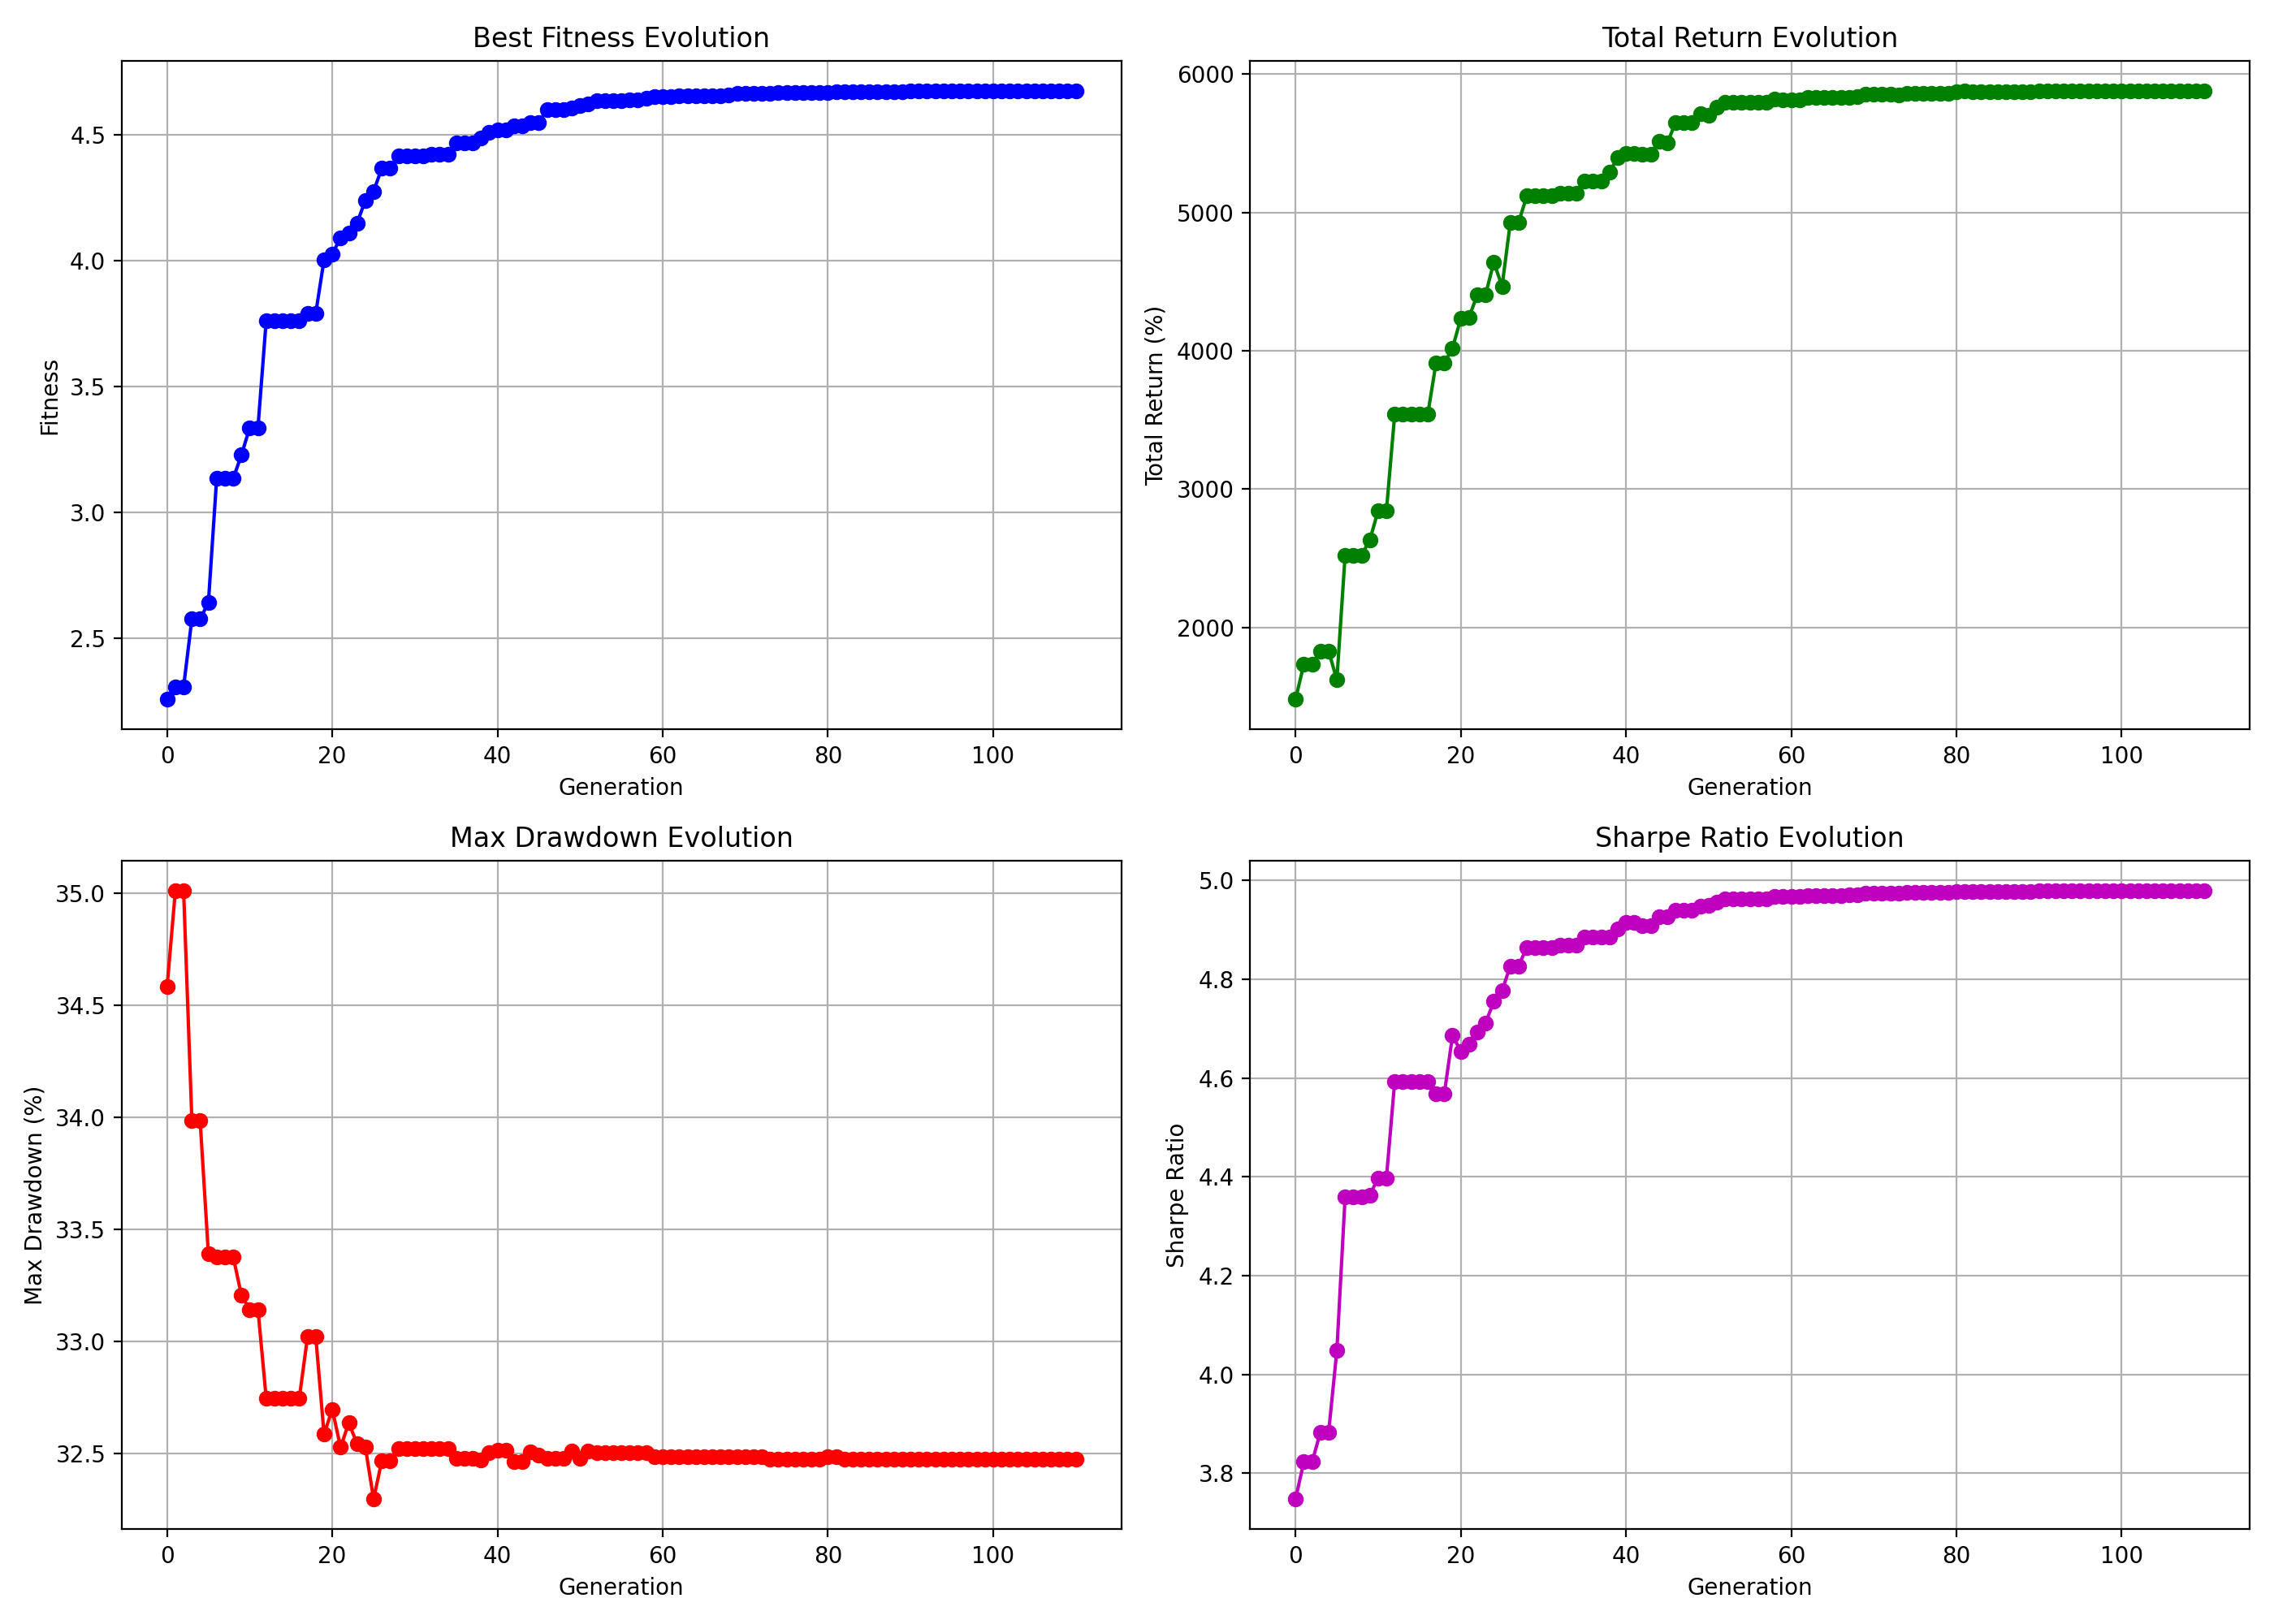 Best Fitness Evolution
Fitness
4.5
4.0
3.5
3.0
2.5
0 20 40 60 80 100
Generation
Total Return Evolution
Total Return (%)
6000
5000
4000
3000
2000
0 20 40 60 80 100
Generation
Max Drawdown Evolution
Max Drawdown (%)
35.0
34.5
34.0
33.5
33.0
32.5
0 20 40 60 80 100
Generation
Sharpe Ratio Evolution
Sharpe Ratio
5.0
4.8
4.6
4.4
4.2
4.0
3.8
0 20 40 60 80 100
Generation